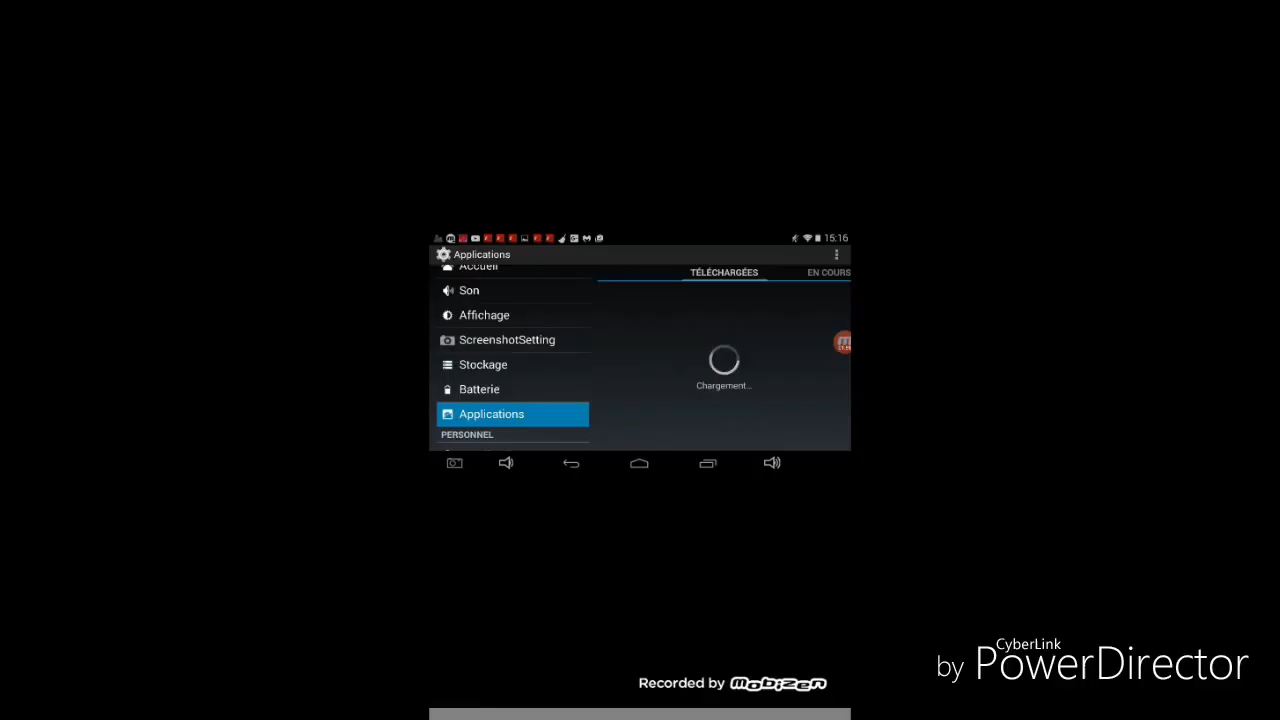 15:16
Applications
Accueil
TÉLÉCHARGÉES
EN COURS
Son
Affichage
ScreenshotSetting
Stockage
Chargement...
Batterie
Applications
PERSONNEL
CyberLink
by PowerDirector
Recorded by mobizen